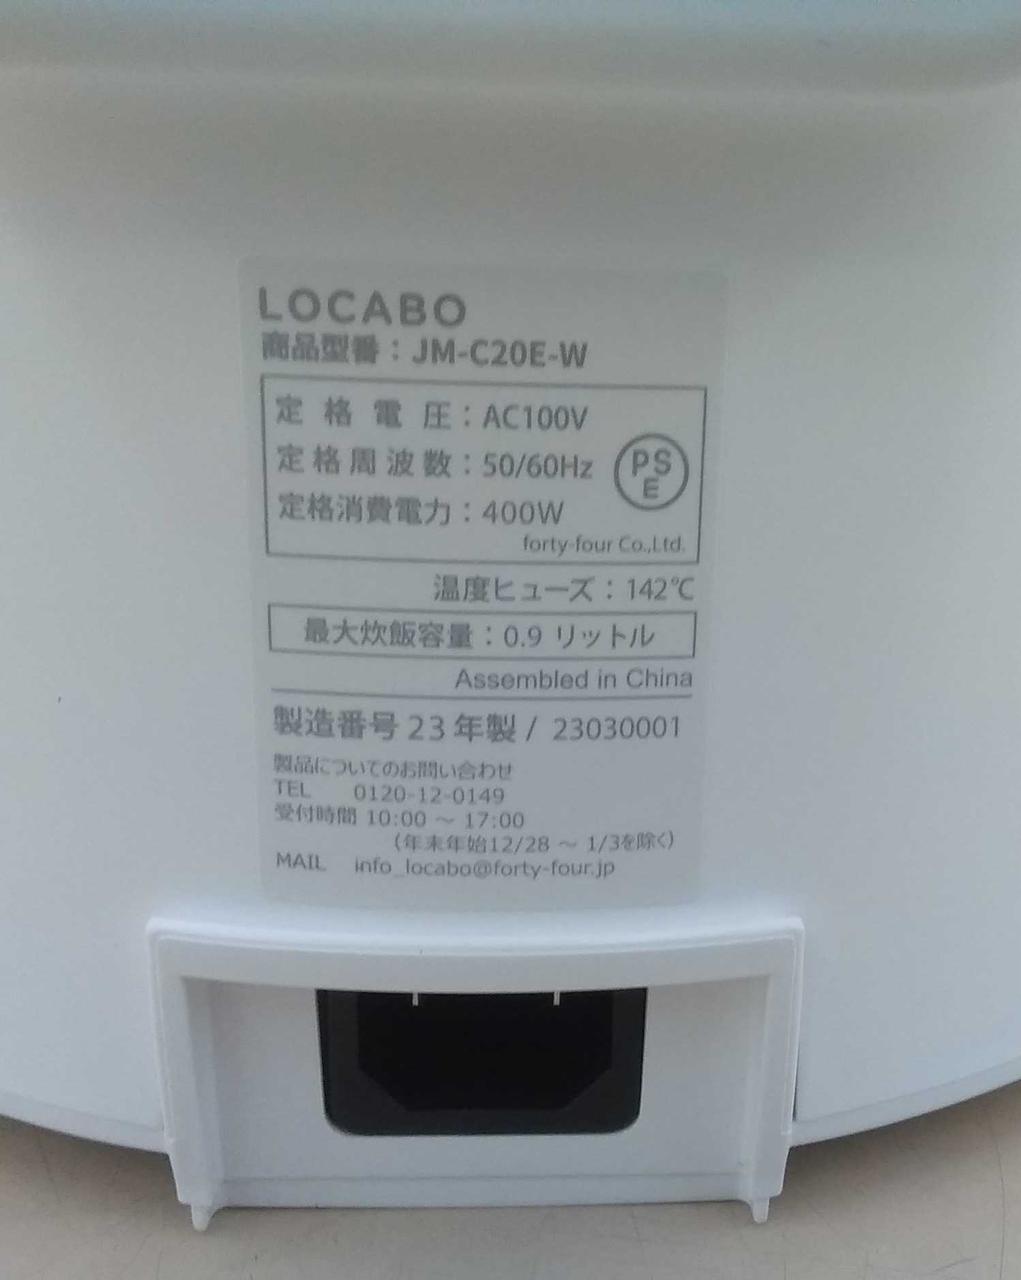 LOCABO
商品型番：JM-C20E-W
定格電圧：AC100V
定格周波数：50/60Hz
PS
E
定格消費電力：400W
forty-four Co.,Ltd.
温度ヒューズ：142℃
最大炊飯容量：0.9 リットル
Assembled in China
製造番号 23 年製 / 23030001
製品についてのお問い合わせ
TEL 0120-12-0149
受付時間 10:00 ～ 17:00
（年末年始12/28 ～ 1/3を除く）
MAIL info_locabo@forty-four.jp